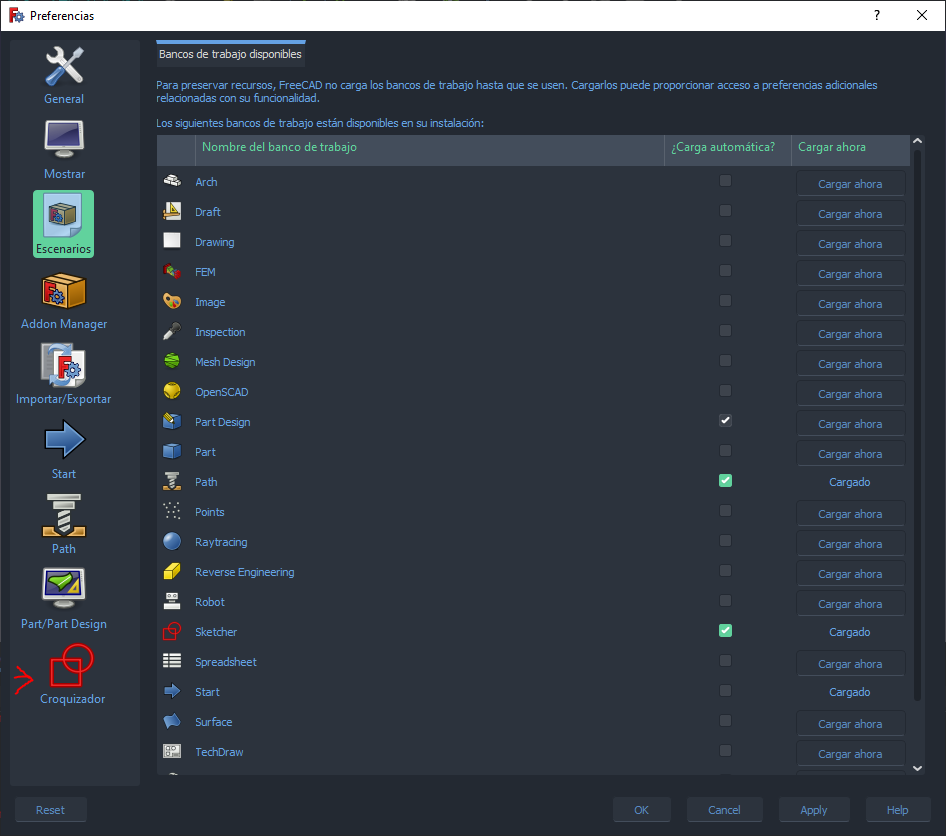 Preferencias
?
General
Mostrar
Escenarios
Addon Manager
Importar/Exportar
Start
Path
Part/Part Design
Croquizador
Bancos de trabajo disponibles
Para preservar recursos, FreeCAD no carga los bancos de trabajo hasta que se usen. Cargarlos puede proporcionar acceso a preferencias adicionales
relacionadas con su funcionalidad.
Los siguientes bancos de trabajo están disponibles en su instalación:
Nombre del banco de trabajo ¿Carga automática? Cargar ahora
Arch Cargar ahora
Draft Cargar ahora
Drawing Cargar ahora
FEM Cargar ahora
Image Cargar ahora
Inspection Cargar ahora
Mesh Design Cargar ahora
OpenSCAD Cargar ahora
Part Design Cargar ahora
Part Cargar ahora
Path Cargado
Points Cargar ahora
Raytracing Cargar ahora
Reverse Engineering Cargar ahora
Robot Cargar ahora
Sketcher Cargado
Spreadsheet Cargar ahora
Start Cargado
Surface Cargar ahora
TechDraw Cargar ahora
Reset OK Cancel Apply Help